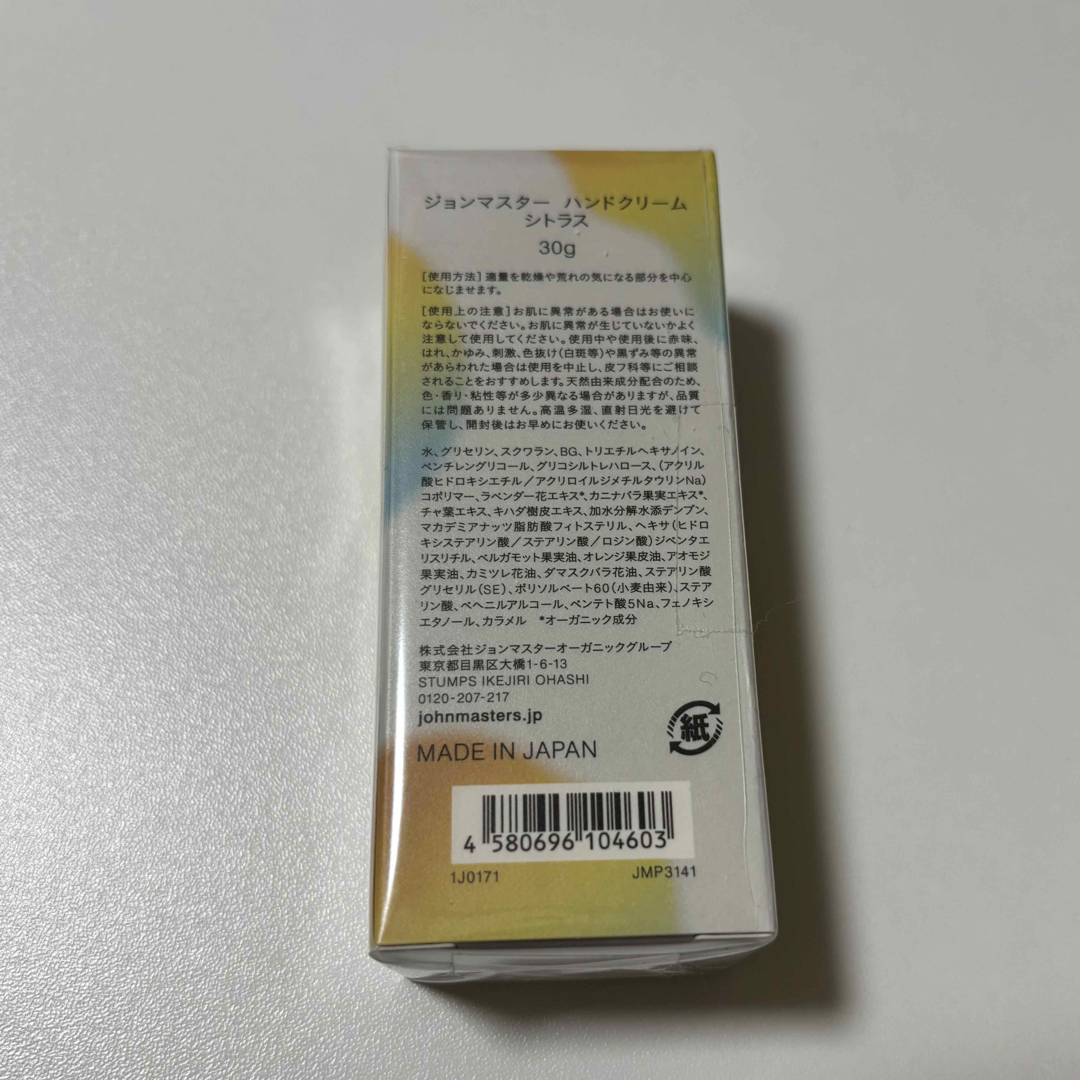 ジョンマスター ハンドクリーム
シトラス
30g
[使用方法]適量を乾燥や荒れの気になる部分を中心
になじませます。
[使用上の注意]お肌に異常がある場合はお使いに
ならないでください。お肌に異常が生じていないかよく
注意して使用してください。使用中や使用後に赤味、
はれ、かゆみ、刺激、色抜け(白斑等)や黒ずみ等の異常
があらわれた場合は使用を中止し、皮フ科等にご相談
されることをおすすめします。天然由来成分配合のため、
色・香り・粘性等が多少異なる場合がありますが、品質
には問題ありません。高温多湿、直射日光を避けて
保管し、開封後はお早めにお使いください。
水、グリセリン、スクワラン、BG、トリエチルヘキサノイン、
ペンチレングリコール、グリコシルトレハロース、(アクリル
酸ヒドロキシエチル/アクリロイルジメチルタウリンNa)
コポリマー、ラベンダー花エキス*、カニナバラ果実エキス*、
チャ葉エキス、キハダ樹皮エキス、加水分解水添デンプン、
マカデミアナッツ脂肪酸フィトステリル、ヘキサ(ヒドロ
キシステアリン酸/ステアリン酸/ロジン酸)ジペンタエ
リスリチル、ベルガモット果実油、オレンジ果皮油、アオモジ
果実油、カミツレ花油、ダマスクバラ花油、ステアリン酸
グリセリル(SE)、ポリソルベート60(小麦由来)、ステア
リン酸、ベヘニルアルコール、ペンテト酸5Na、フェノキシ
エタノール、カラメル *オーガニック成分
株式会社ジョンマスターオーガニックグループ
東京都目黒区大橋1-6-13
STUMPS IKEJIRI OHASHI
0120-207-217
johnmasters.jp
紙
MADE IN JAPAN
4 580696 104603
1J0171 JMP3141